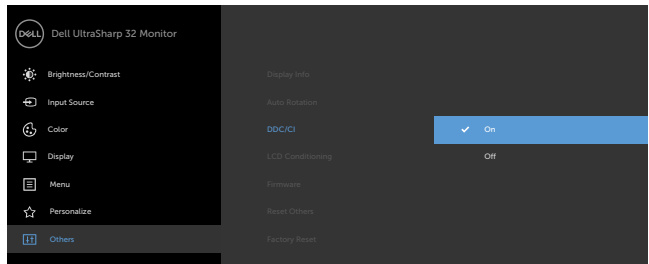 DELL
Dell UltraSharp 32 Monitor
Brightness/Contrast
Input Source
Color
Display
Menu
Personalize
Others
Display Info
Auto Rotation
DDC/CI
LCD Conditioning
Firmware
Reset Others
Factory Reset
On
Off